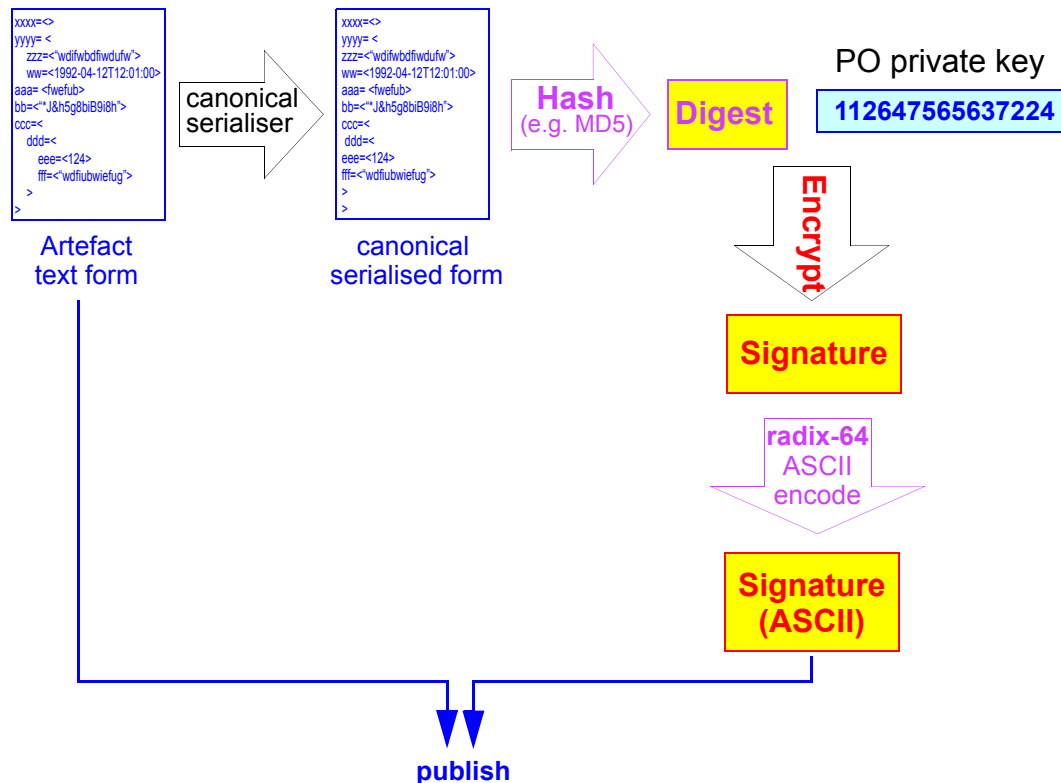 xxxx=<>
yyyy= <
zzz=<“wdifwbdfiwdufw”>
ww=<1992-04-12T12:01:00>
aaa= <fwefub>
bb=<“*J&h5g8biB9i8h”>
ccc=<
ddd=<
eee=<124>
fff=<“wdfiubwiefug”>
>
>
Artefact
text form
canonical
serialiser
xxxx=<>
yyyy= <
zzz=<“wdifwbdfiwdufw”>
ww=<1992-04-12T12:01:00>
aaa= <fwefub>
bb=<“*J&h5g8biB9i8h”>
ccc=<
ddd=<
eee=<124>
fff=<“wdfiubwiefug”>
>
>
canonical
serialised form
Hash
(e.g. MD5)
Digest
PO private key
112647565637224
Encrypt
Signature
radix-64
ASCII
encode
Signature
(ASCII)
publish